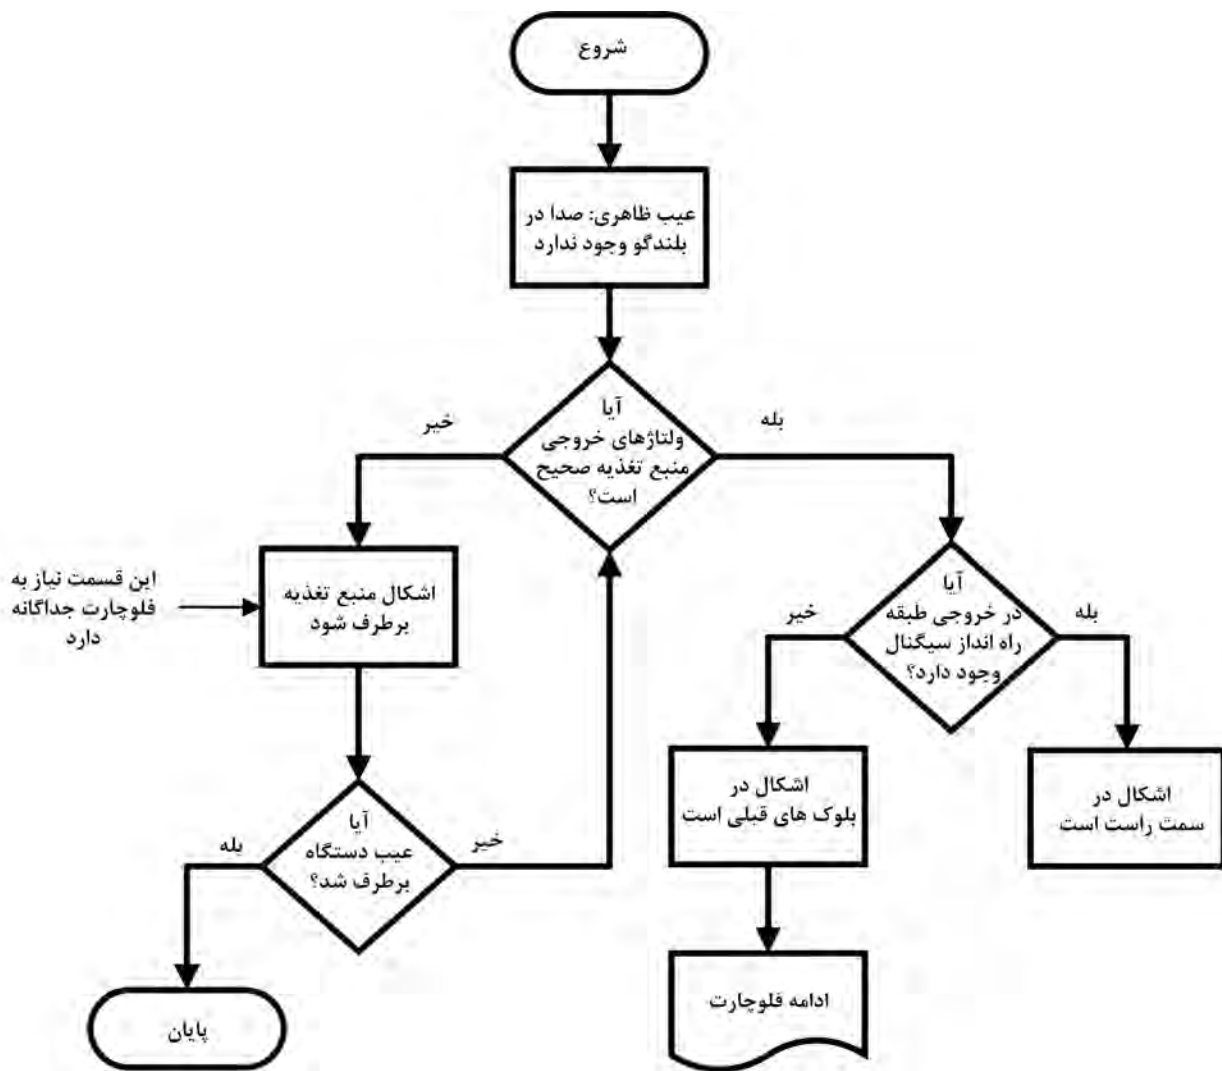 شروع
عیب ظاهری: صدا در
بلندگو وجود ندارد
آیا
ولتاژهای خروجی
منبع تغذیه صحیح
است؟
بله
خیر
آیا
در خروجی طبقه
راه انداز سیگنال
وجود دارد؟
بله
خیر
اشکال منبع تغذیه
برطرف شود
این قسمت نیاز به
فلوچارت جداگانه
دارد
اشکال در
سمت راست است
اشکال در
بلوک های قبلی است
آیا
عیب دستگاه
برطرف شد؟
خیر
بله
ادامه فلوچارت
پایان